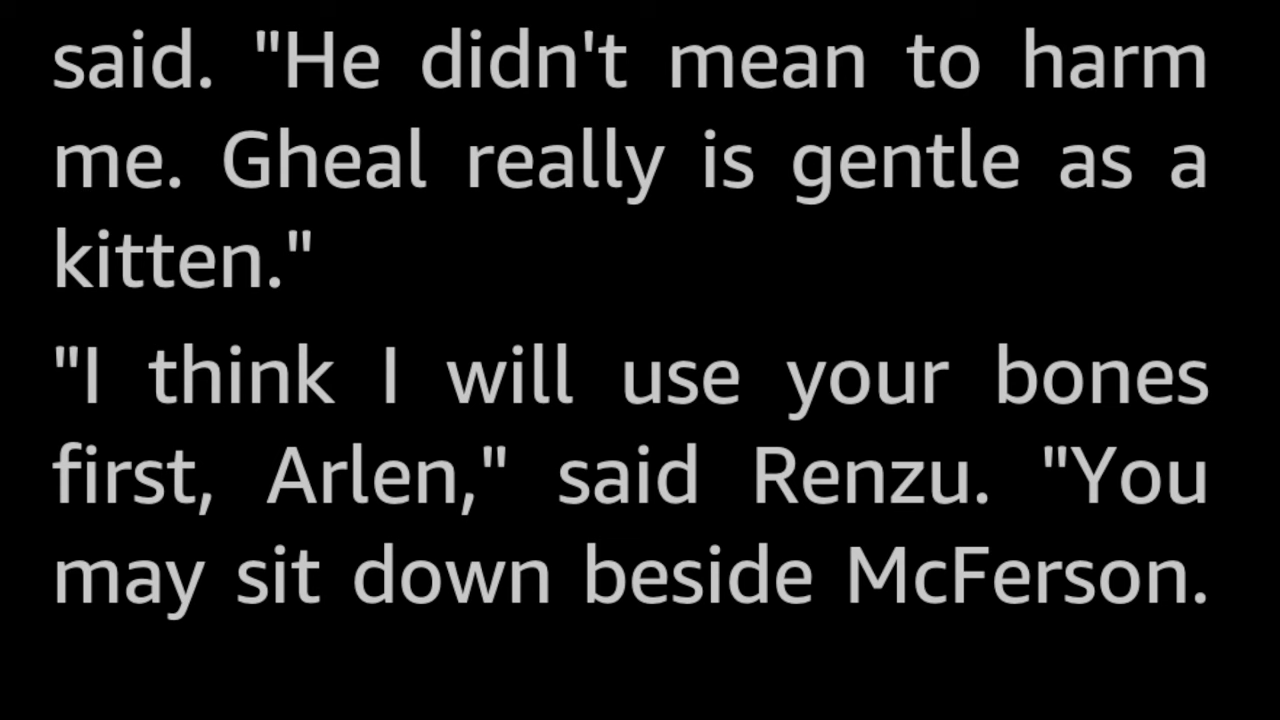 said. "He didn't mean to harm
me. Gheal really is gentle as a
kitten."
"I think I will use your bones
first, Arlen," said Renzu. "You
may sit down beside McFerson.